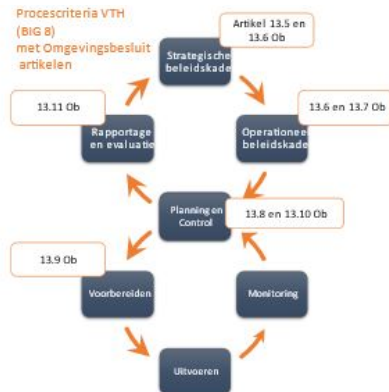 Procescriteria VTH
(BIG 8)
met Omgevingsbesluit
artikelen
Artikel 13.5 en
13.6 Ob
Strategische
beleidskade
13.11 Ob
13.6 en 13.7 Ob
Rapportage
en evaluatie
Operationee
beleidskade
Planning en
Control
13.8 en 13.10 Ob
13.9 Ob
Voorbereiden
Monitoring
Uitvoeren